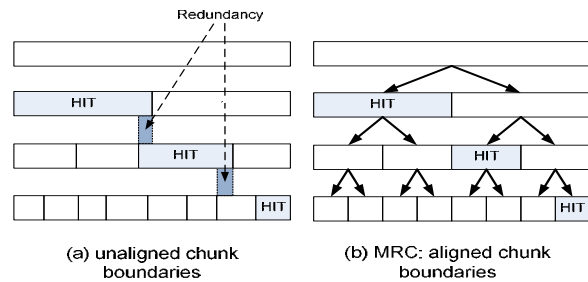 Redundancy
HIT
HIT
HIT
HIT
HIT
HIT
(a) unaligned chunk
boundaries
(b) MRC: aligned chunk
boundaries